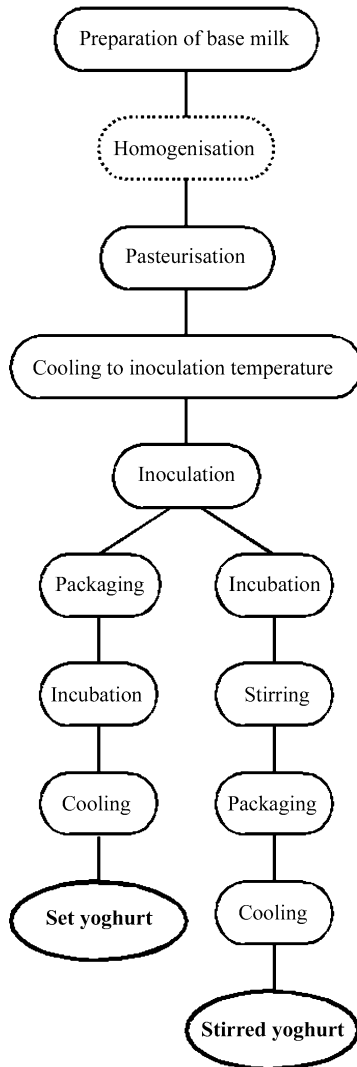 Preparation of base milk
Homogenisation
Pasteurisation
Cooling to inoculation temperature
Inoculation
Packaging
Incubation
Cooling
Set yoghurt
Incubation
Stirring
Packaging
Cooling
Stirred yoghurt